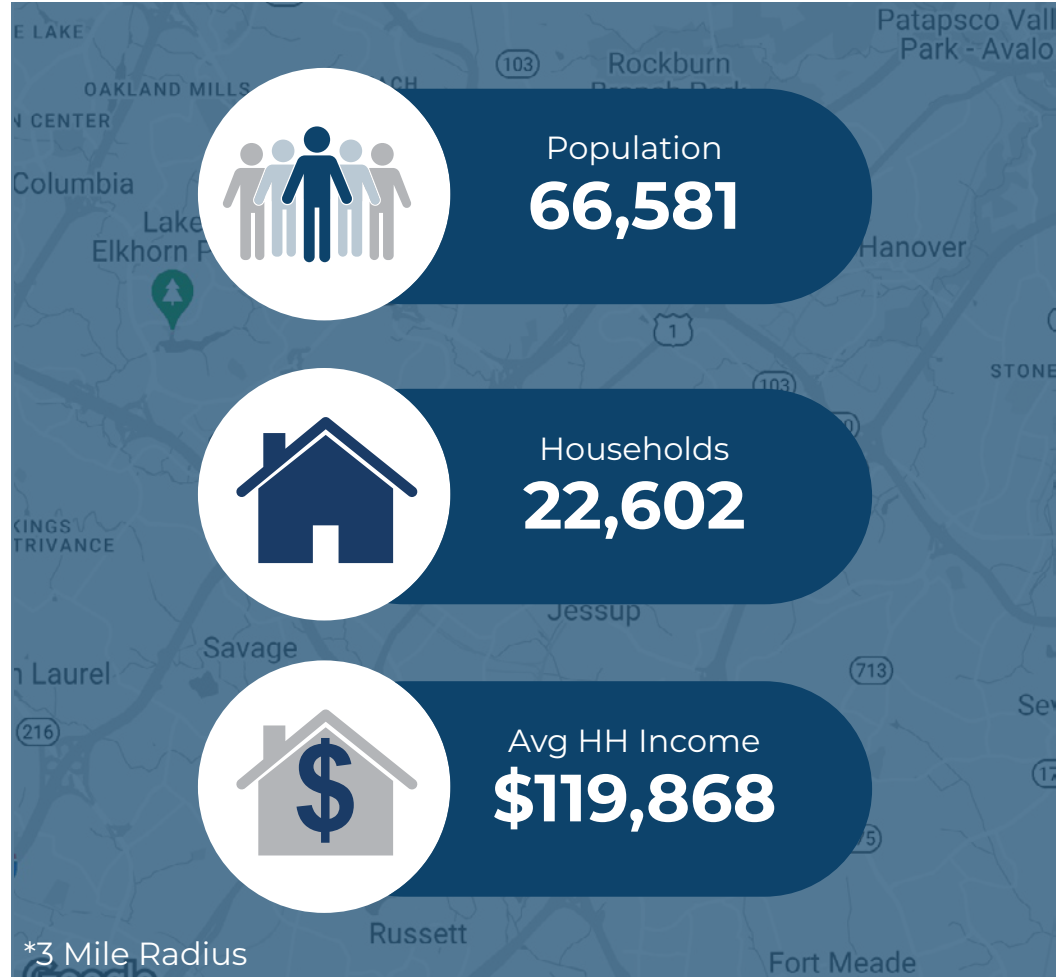 E LAKE
Patapsco Vall
Park - Avalo
103
Rockburn
OAKLAND MILLS
N CENTER
Population
66,581
Columbia
Lake
Elkhorn P
Hanover
1
STONE
103
Households
22,602
KINGS
TRIVANCE
Jessup
Savage
n Laurel
713
216
Se
Avg HH Income
$119,868
Russett
*3 Mile Radius
Fort Meade